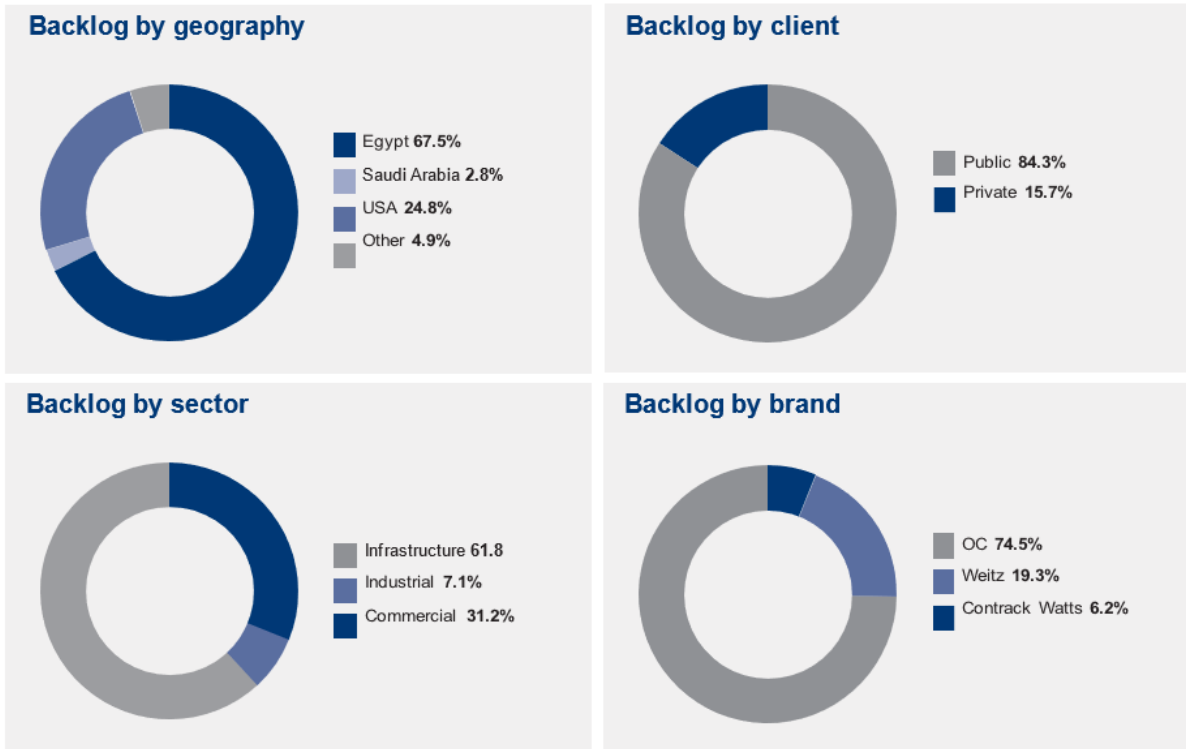 Backlog by geography
Egypt 67.5%
Saudi Arabia 2.8%
USA 24.8%
Other 4.9%
Backlog by client
Public 84.3%
Private 15.7%
Backlog by sector
Infrastructure 61.8
Industrial 7.1%
Commercial 31.2%
Backlog by brand
OC 74.5%
Weitz 19.3%
Contrack Watts 6.2%